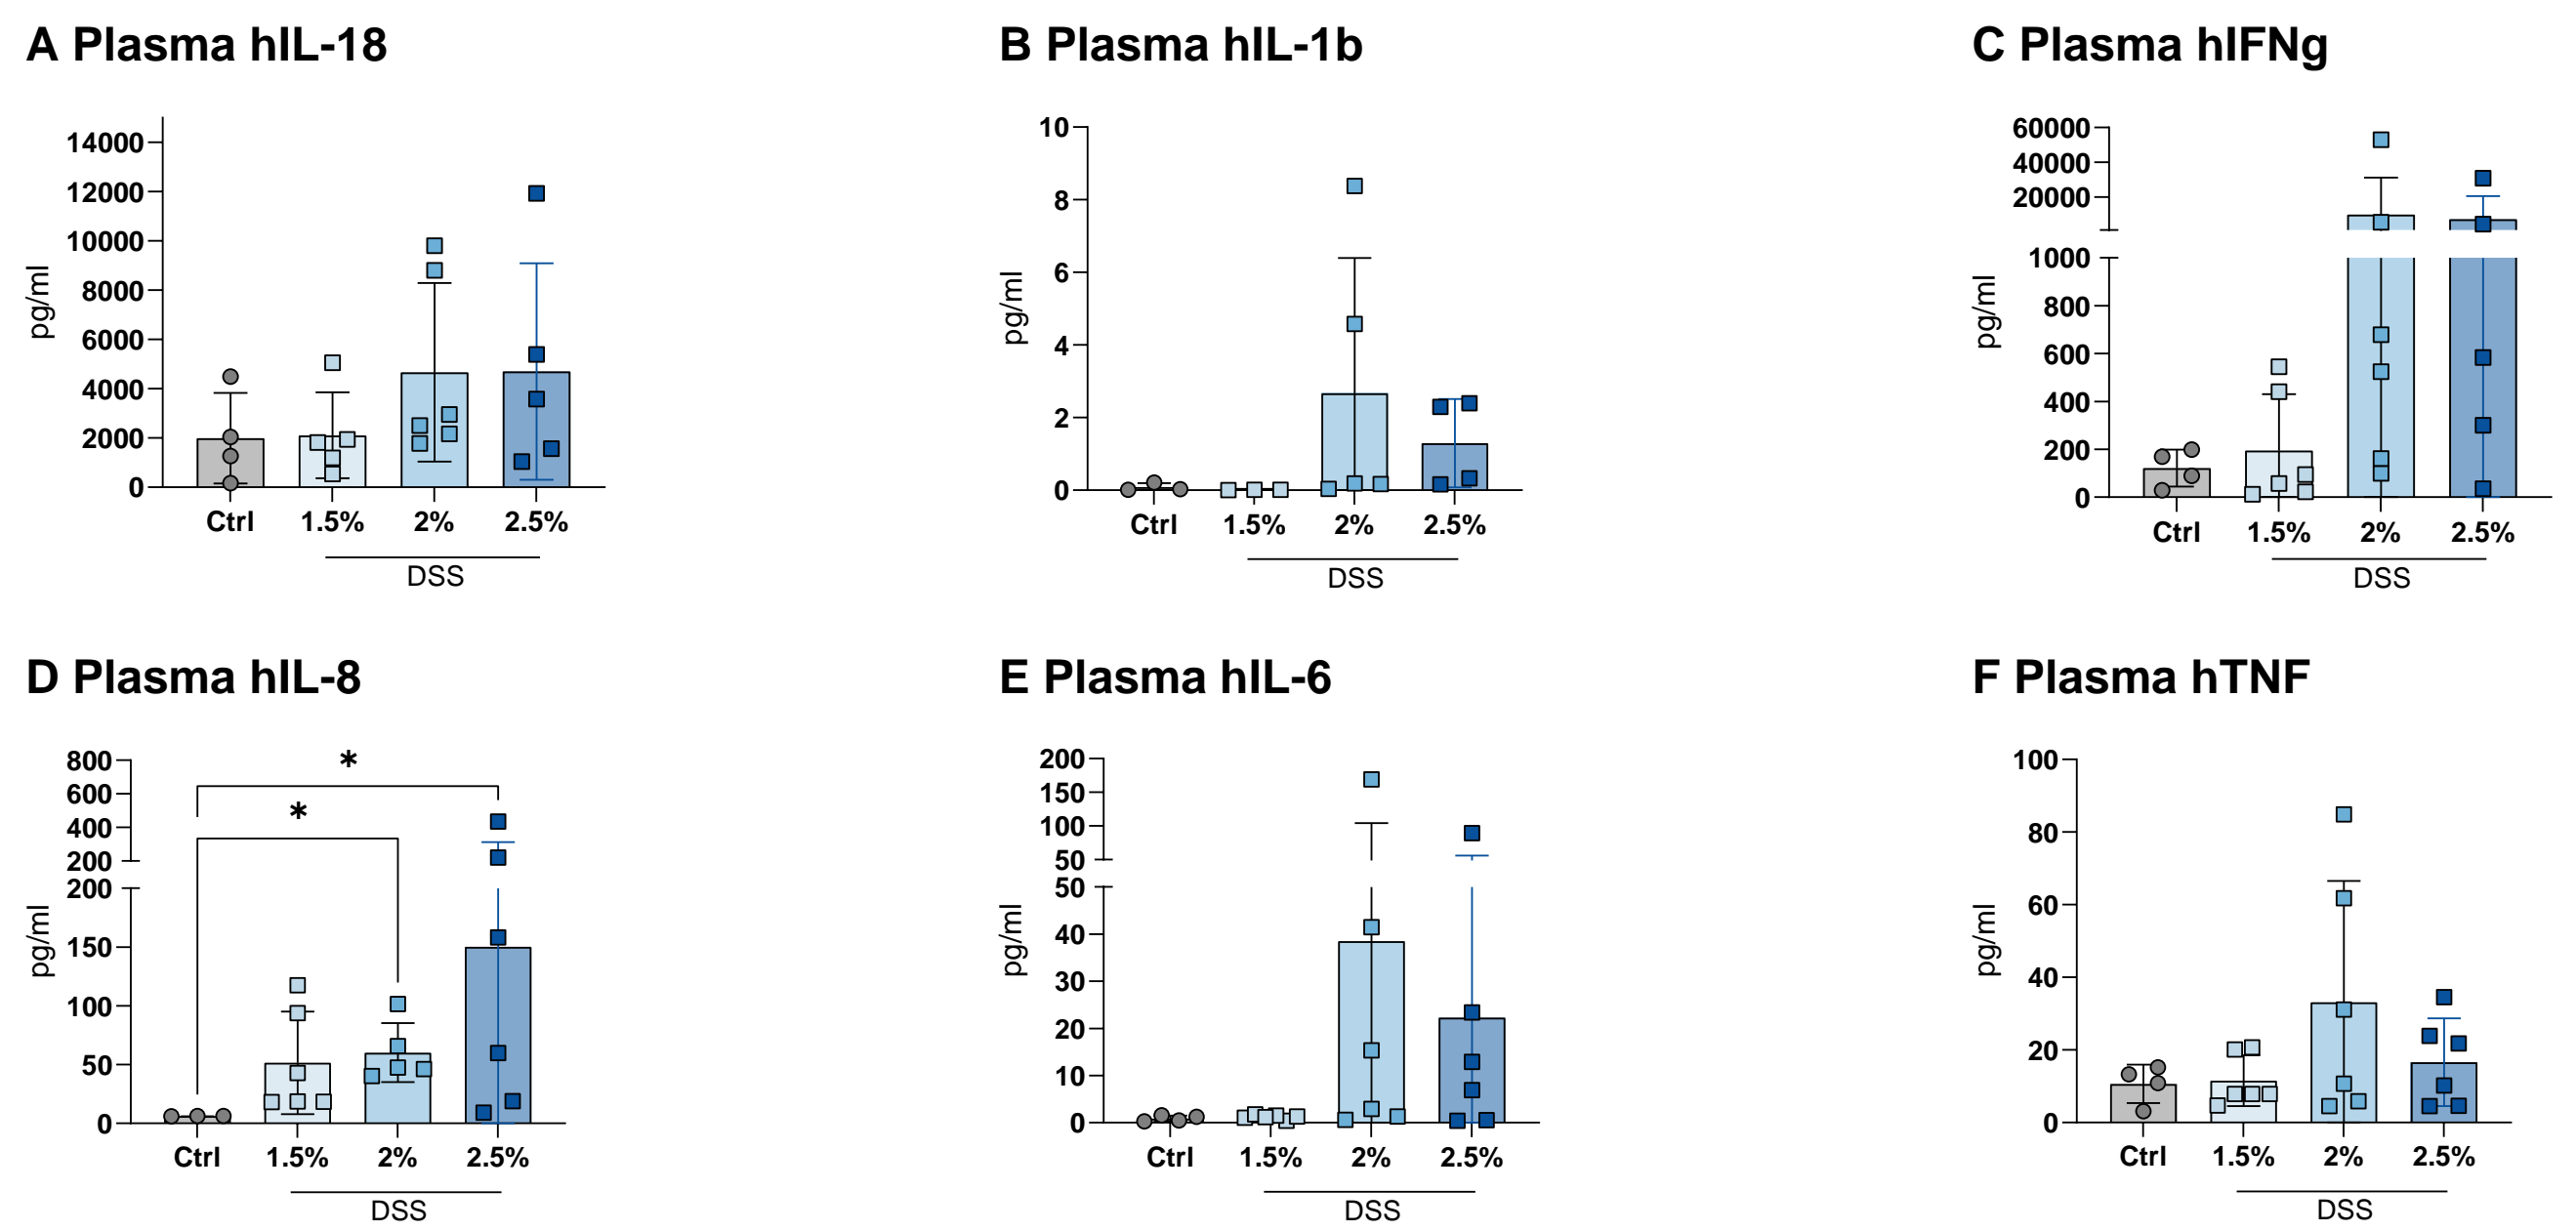 A Plasma hIL-18
pg/ml
14000
12000
10000
8000
6000
4000
2000
0
Ctrl 1.5% 2% 2.5%
DSS
B Plasma hIL-1b
pg/ml
10
8
6
4
2
0
Ctrl 1.5% 2% 2.5%
DSS
C Plasma hIFNg
pg/ml
60000
40000
20000
1000
800
600
400
200
0
Ctrl 1.5% 2% 2.5%
DSS
D Plasma hIL-8
pg/ml
800
600
400
200
200
150
100
50
0
*
*
Ctrl 1.5% 2% 2.5%
DSS
E Plasma hIL-6
pg/ml
200
150
100
50
50
40
30
20
10
0
Ctrl 1.5% 2% 2.5%
DSS
F Plasma hTNF
pg/ml
100
80
60
40
20
0
Ctrl 1.5% 2% 2.5%
DSS